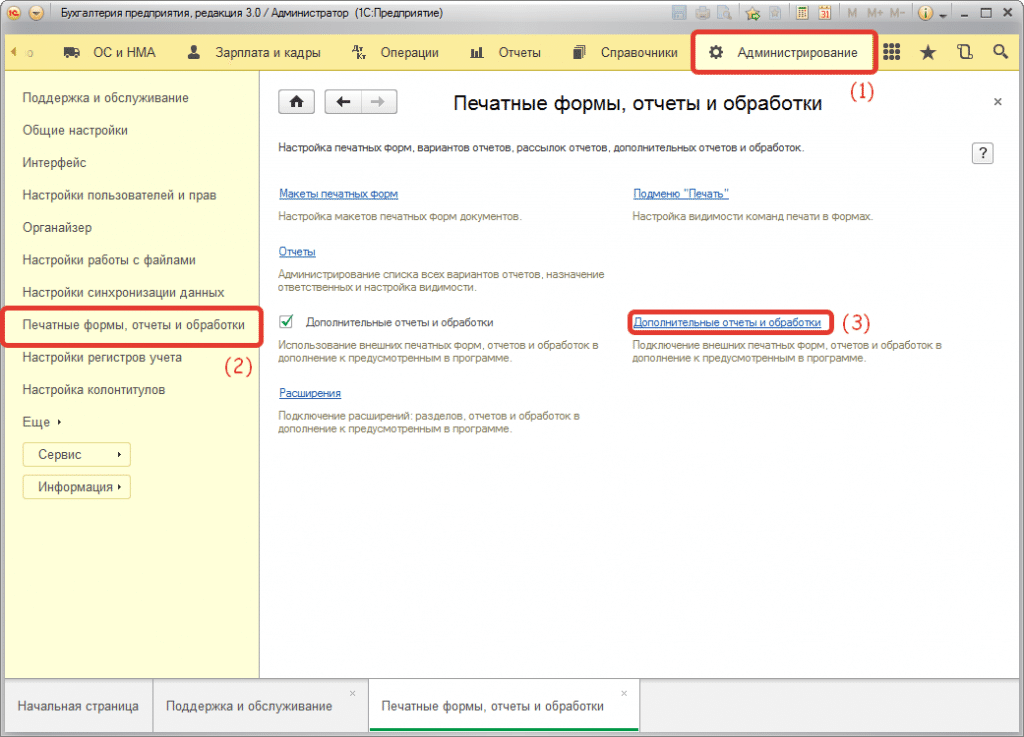 Бухгалтерия предприятия, редакция 3.0 / Администратор (1С:Предприятие)
M M+ M-
ОС и НМА Зарплата и кадры Операции Отчеты Справочники Администрирование
(1)
Поддержка и обслуживание
Общие настройки
Интерфейс
Настройки пользователей и прав
Органайзер
Настройки работы с файлами
Настройки синхронизации данных
Печатные формы, отчеты и обработки
(2)
Настройки регистров учета
Настройка колонтитулов
Еще
Сервис
Информация
Печатные формы, отчеты и обработки
Настройка печатных форм, вариантов отчетов, рассылок отчетов, дополнительных отчетов и обработок.
?
Макеты печатных форм
Настройка макетов печатных форм документов.
Подменю "Печать"
Настройка видимости команд печати в формах.
Отчеты
Администрирование списка всех вариантов отчетов, назначение
ответственных и настройка видимости.
Дополнительные отчеты и обработки
Использование внешних печатных форм, отчетов и обработок в
дополнение к предусмотренным в программе.
Дополнительные отчеты и обработки
(3)
Подключение внешних печатных форм, отчетов и обработок в
дополнение к предусмотренным в программе.
Расширения
Подключение расширений: разделов, отчетов и обработок в
дополнении к предусмотренным в программе.
Начальная страница
Поддержка и обслуживание
Печатные формы, отчеты и обработки